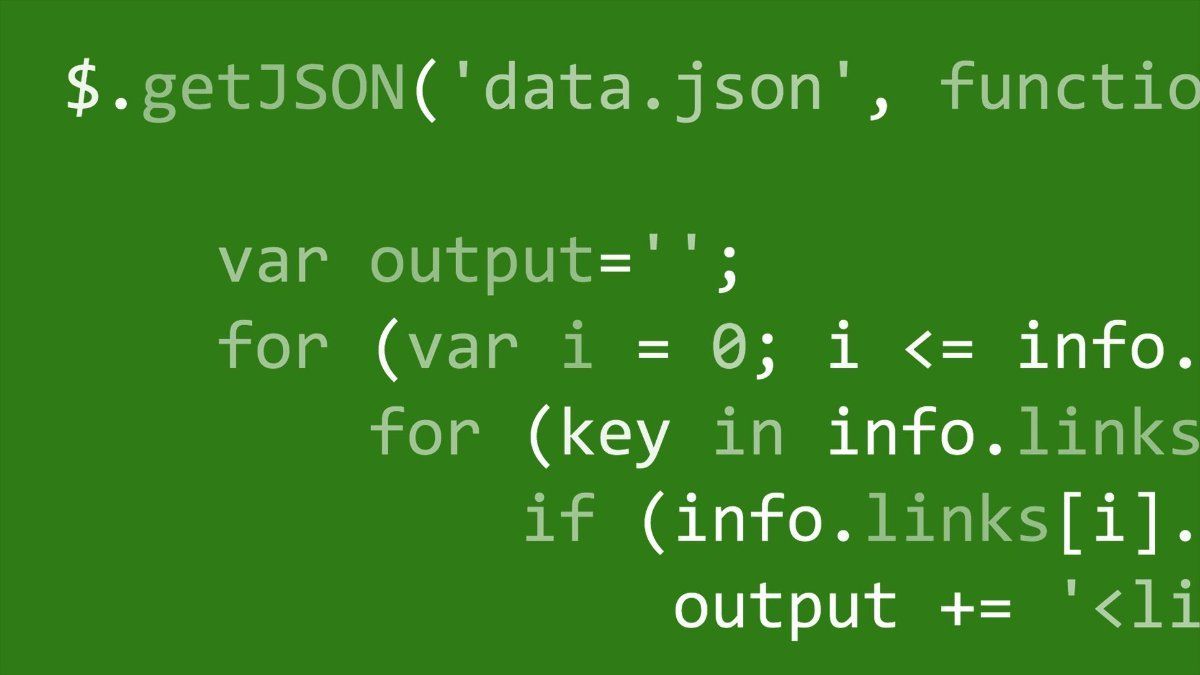 $.getJSON('data.json', functio
var output='';
for (var i = 0; i <= info.
for (key in info.links
if (info.links[i].
output += '<li